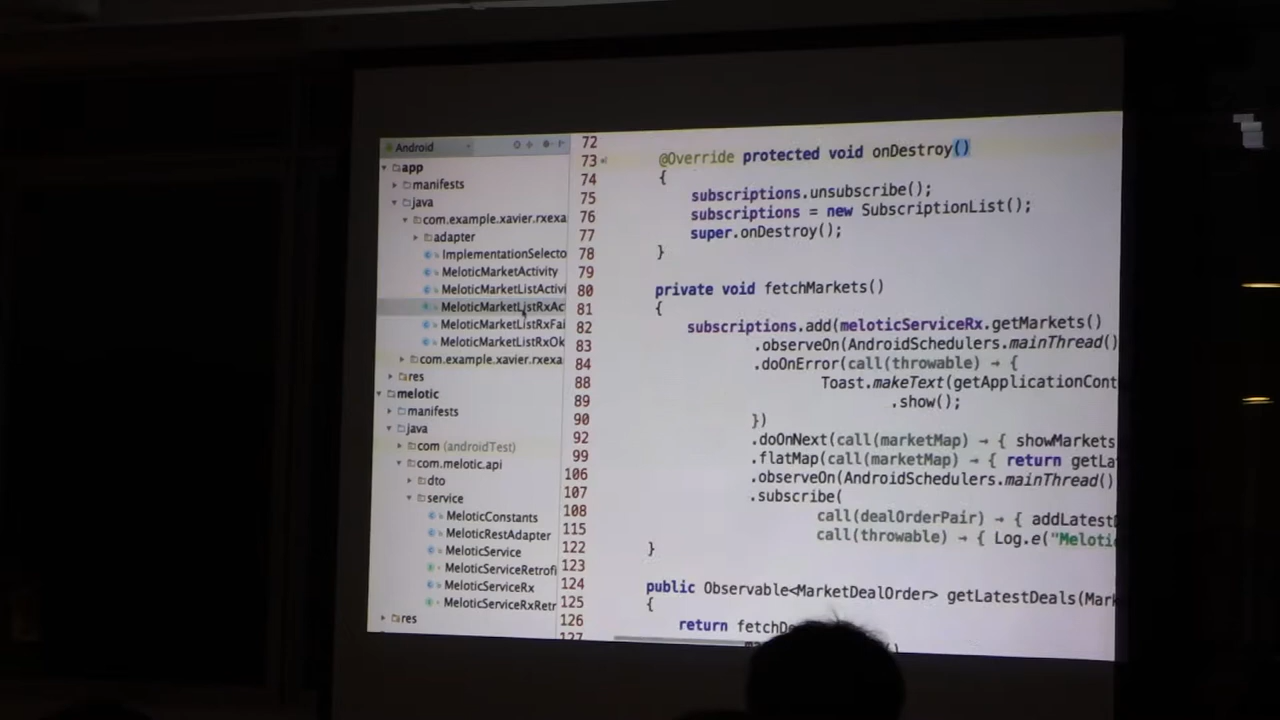 Android
app
manifests
java
com.example.xavier.rxexa
adapter
ImplementationSelecto
MeloticMarketActivity
MeloticMarketListActivi
MeloticMarketListRxAc
MeloticMarketListRxFai
MeloticMarketListRxOk
com.example.xavier.rxexa
res
melotic
manifests
java
com (androidTest)
com.melotic.api
dto
service
MeloticConstants
MeloticRestAdapter
MeloticService
MeloticServiceRetrofi
MeloticServiceRx
MeloticServiceRxRetr
res
72
73 @Override protected void onDestroy()
74 {
75 subscriptions.unsubscribe();
76 subscriptions = new SubscriptionList();
77 super.onDestroy();
78 }
79
80 private void fetchMarkets()
81 {
82 subscriptions.add(meloticServiceRx.getMarkets()
83 .observeOn(AndroidSchedulers.mainThread()
84 .doOnError(call(throwable) → {
88 Toast.makeText(getApplicationCont
89 .show();
90 })
92 .doOnNext(call(marketMap) → { showMarkets
99 .flatMap(call(marketMap) → { return getLa
106 .observeOn(AndroidSchedulers.mainThread()
107 .subscribe(
108 call(dealOrderPair) → { addLatest
115 call(throwable) → { Log.e("Meloti
122 }
123
124 public Observable<MarketDealOrder> getLatestDeals(Mark
125 {
126 return fetchDe
127